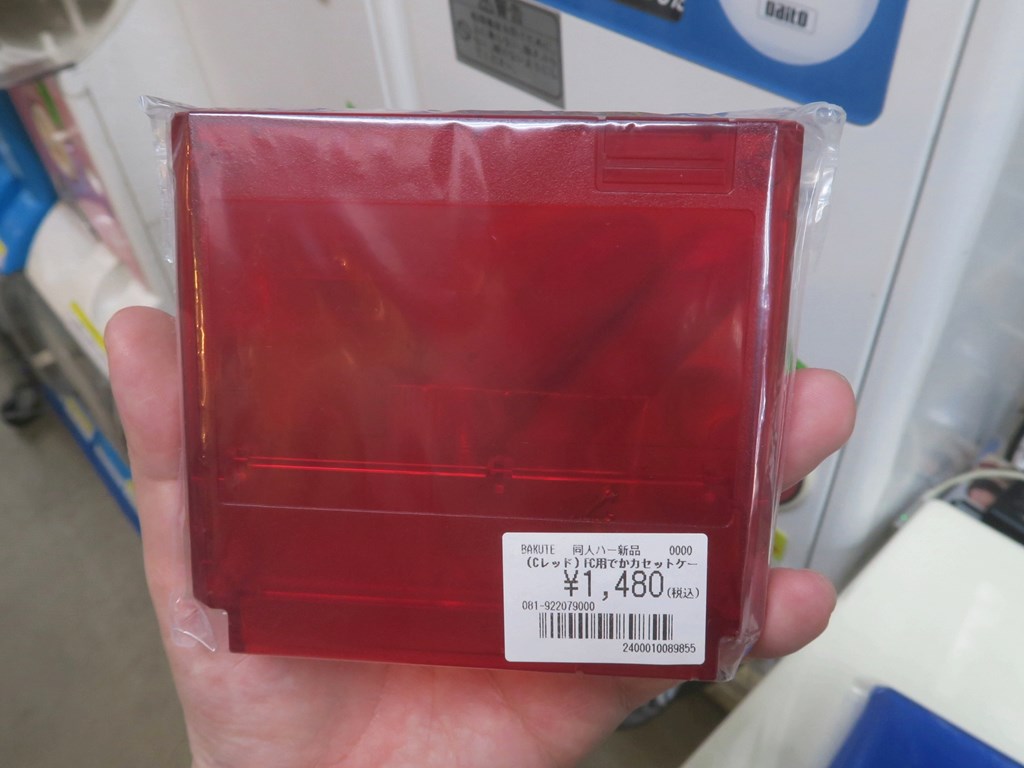 Daito
BAKUTE 同人ハー新品 0000
(Cレッド)FC用でかカセットケー
¥1,480(税込)
081-922079000
2400010089855